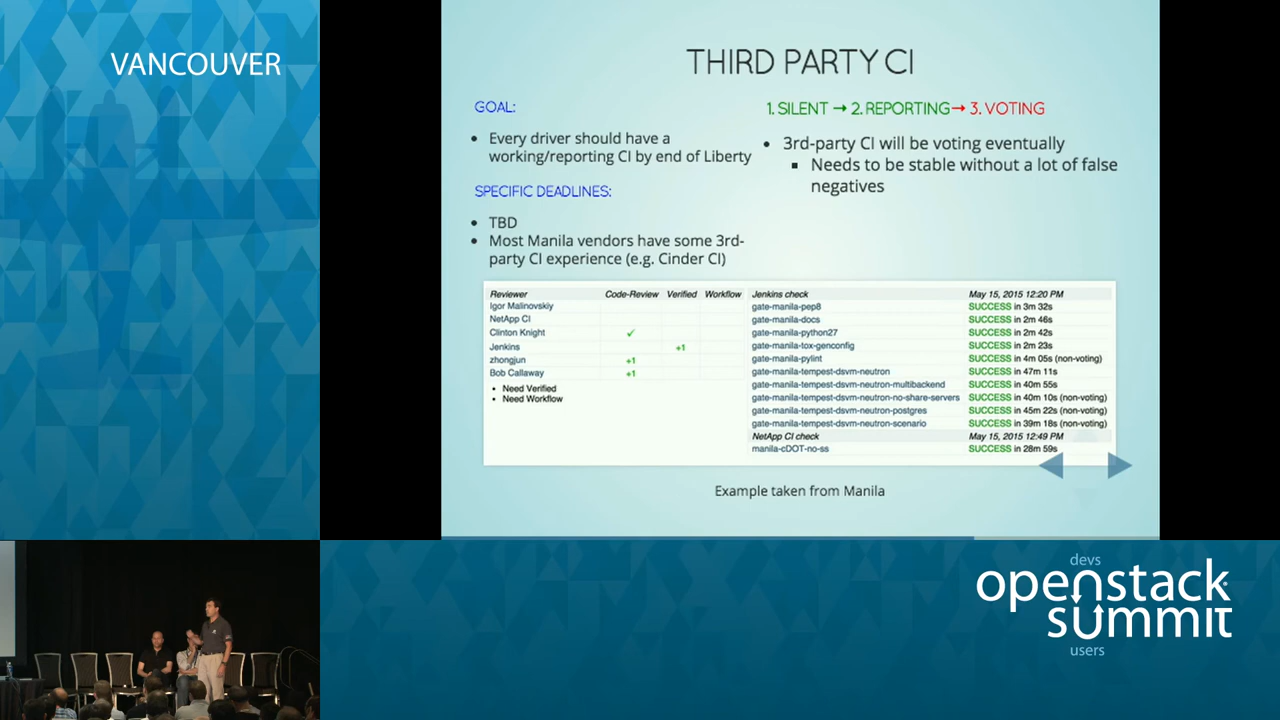 VANCOUVER
THIRD PARTY CI
GOAL:
• Every driver should have a
working/reporting CI by end of Liberty
SPECIFIC DEADLINES:
• TBD
• Most Manila vendors have some 3rd-
party CI experience (e.g. Cinder CI)
1. SILENT → 2. REPORTING → 3. VOTING
• 3rd-party CI will be voting eventually
▪ Needs to be stable without a lot of false
negatives
Reviewer Code-Review Verified Workflow
Igor Malinovskiy
NetApp CI
Clinton Knight ✓
Jenkins +1
zhongjun +1
Bob Callaway +1
• Need Verified
• Need Workflow
Jenkins check May 15, 2015 12:20 PM
gate-manila-pep8 SUCCESS in 3m 32s
gate-manila-docs SUCCESS in 2m 46s
gate-manila-python27 SUCCESS in 2m 42s
gate-manila-tox-genconfig SUCCESS in 2m 23s
gate-manila-pylint SUCCESS in 4m 05s (non-voting)
gate-manila-tempest-dsvm-neutron SUCCESS in 47m 11s
gate-manila-tempest-dsvm-neutron-multibackend SUCCESS in 40m 55s
gate-manila-tempest-dsvm-neutron-no-share-servers SUCCESS in 40m 10s (non-voting)
gate-manila-tempest-dsvm-neutron-postgres SUCCESS in 45m 22s (non-voting)
gate-manila-tempest-dsvm-neutron-scenario SUCCESS in 39m 18s (non-voting)
NetApp CI check May 15, 2015 12:49 PM
manila-cDOT-no-ss SUCCESS in 28m 59s
Example taken from Manila
devs
openstack
summit
users